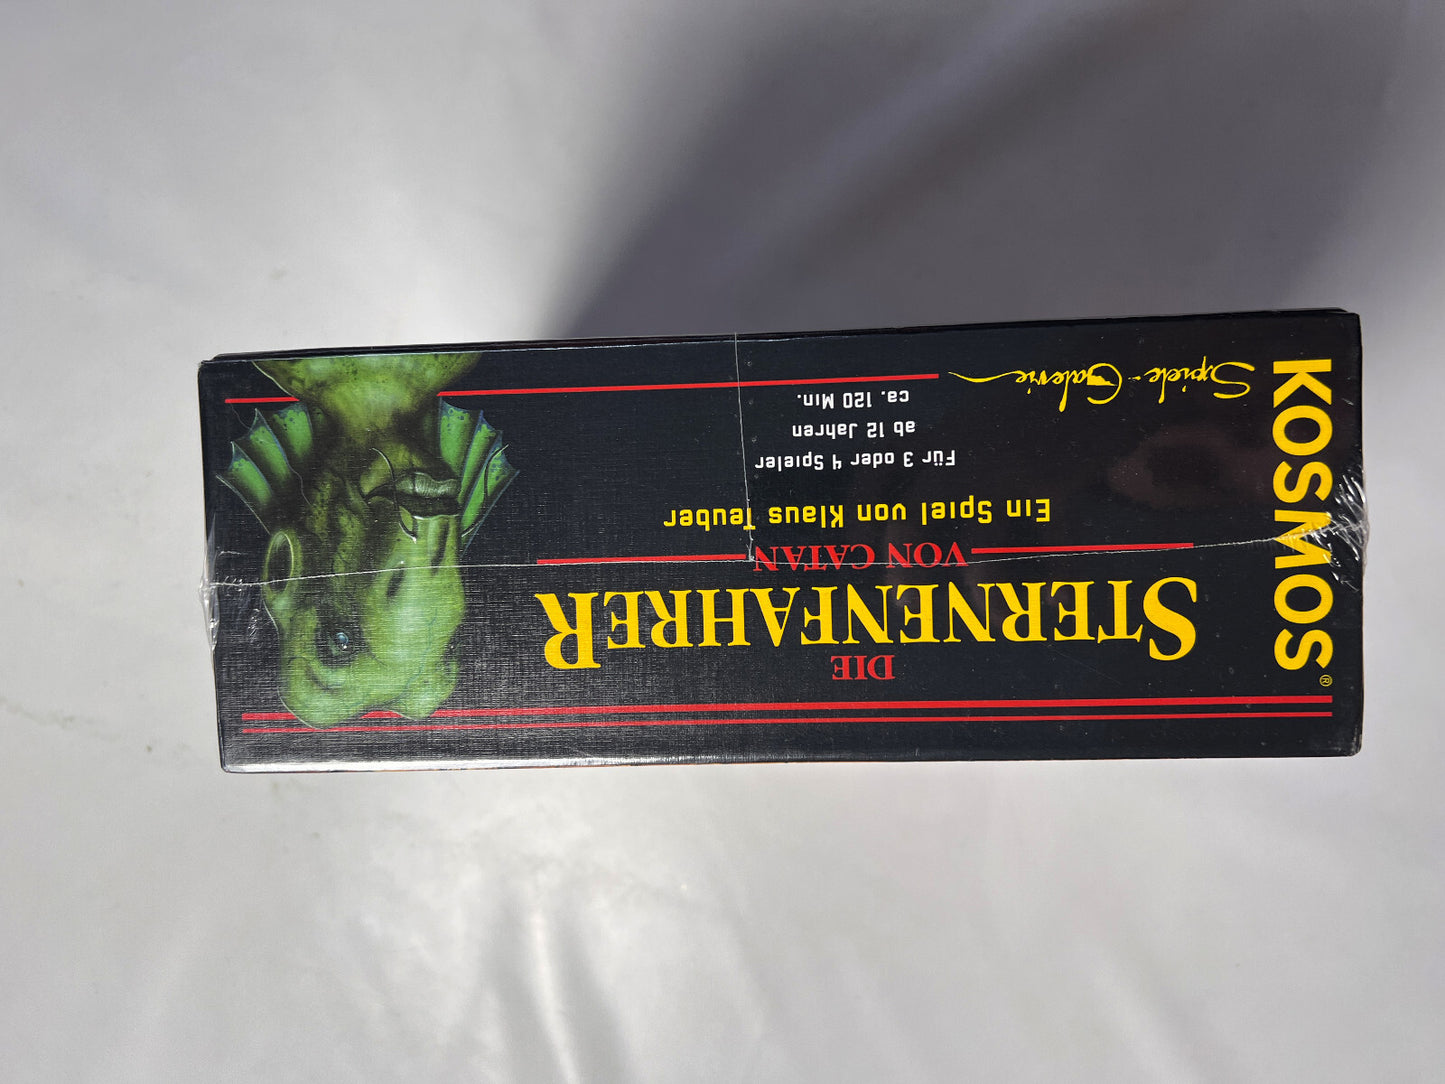 DIE
STERNENFAHRER
VON CATAN
Ein Spiel von Klaus Teuber
Für 3 oder 4 Spieler
ab 12 Jahren
ca. 120 Min.
Spiele-Galerie
KOSMOS®